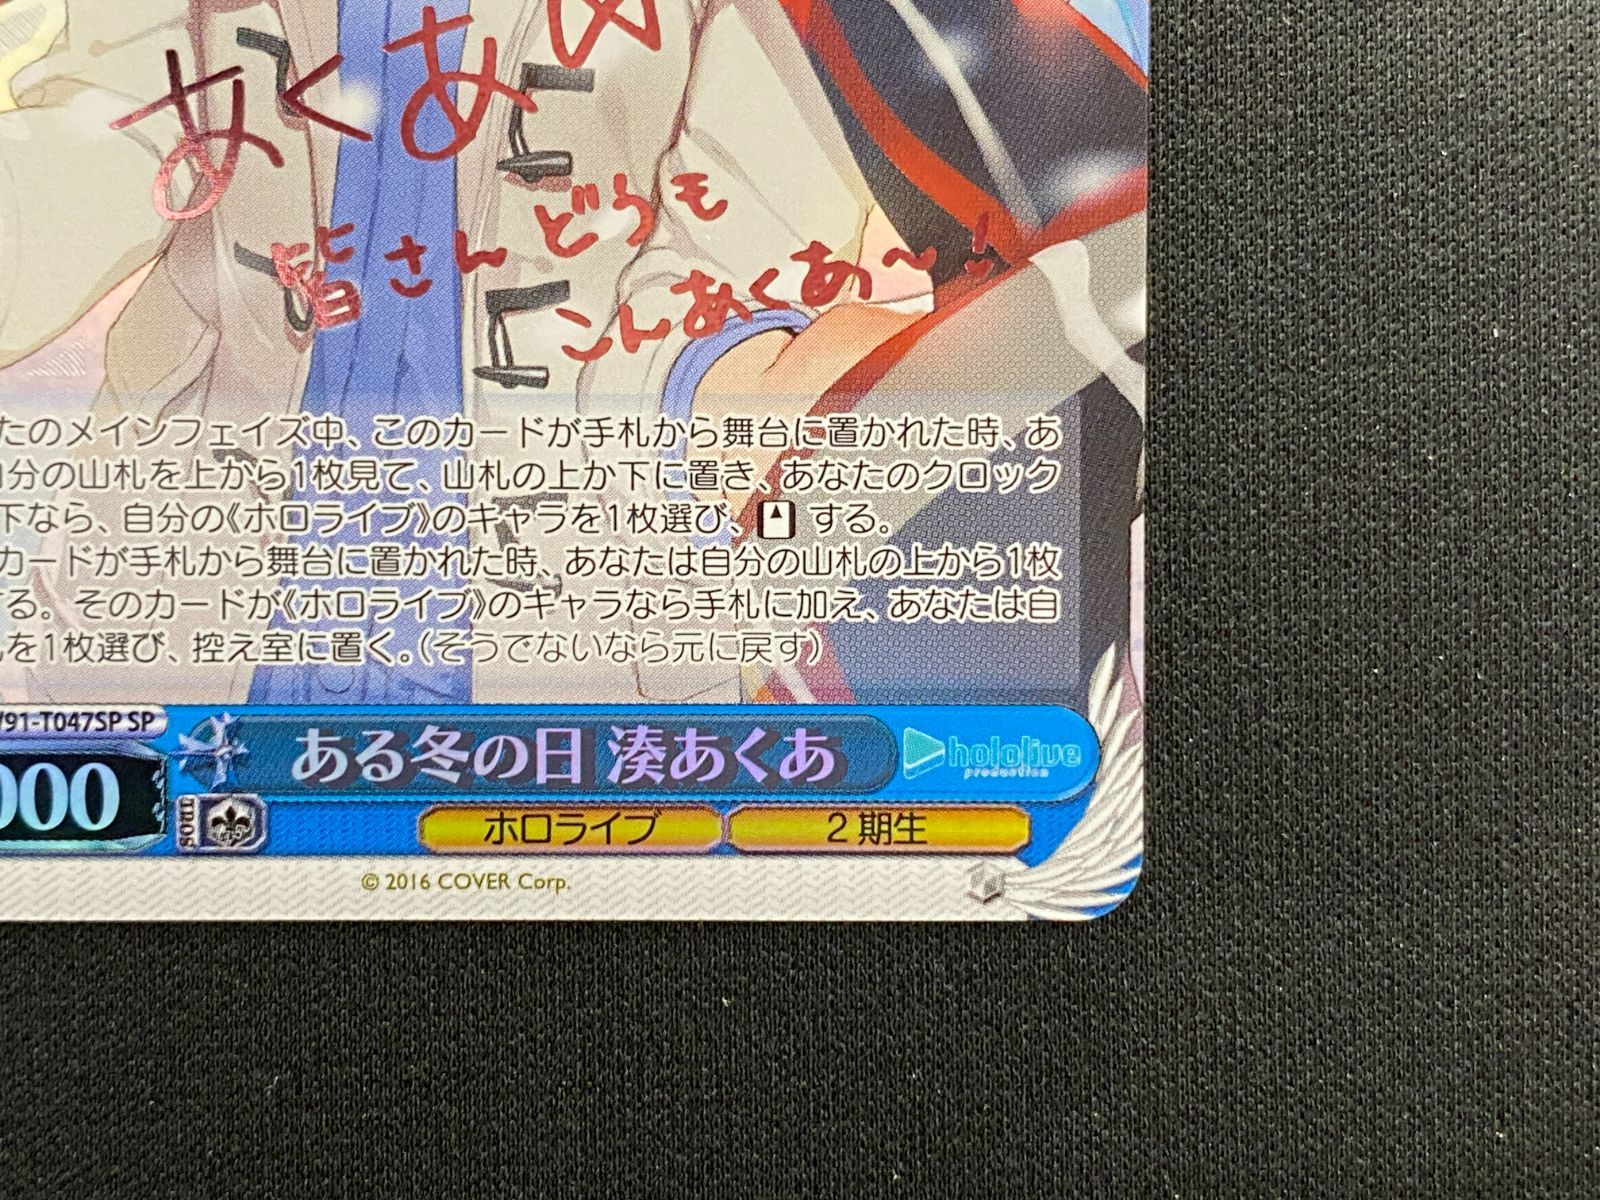 あくあ
皆さんどうも
こんあくあ〜!
たのメインフェイズ中、このカードが手札から舞台に置かれた時、あ
分の山札を上から1枚見て、山札の上か下に置き、あなたのクロック
下なら、自分の《ホロライブ》のキャラを1枚選び、 する。
カードが手札から舞台に置かれた時、あなたは自分の山札の上から1枚
する。そのカードが《ホロライブ》のキャラなら手札に加え、あなたは自
を1枚選び、控え室に置く。(そうでないなら元に戻す)
91-T047SP SP
ある冬の日 湊あくあ
hololive
production
000
SOUL
ホロライブ
2期生
© 2016 COVER Corp.